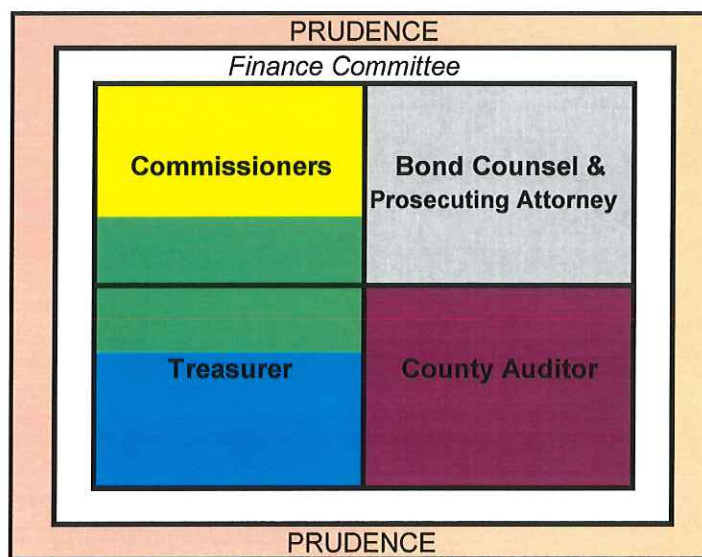 PRUDENCE
Finance Committee
Commissioners
Bond Counsel &
Prosecuting Attorney
Treasurer
County Auditor
PRUDENCE